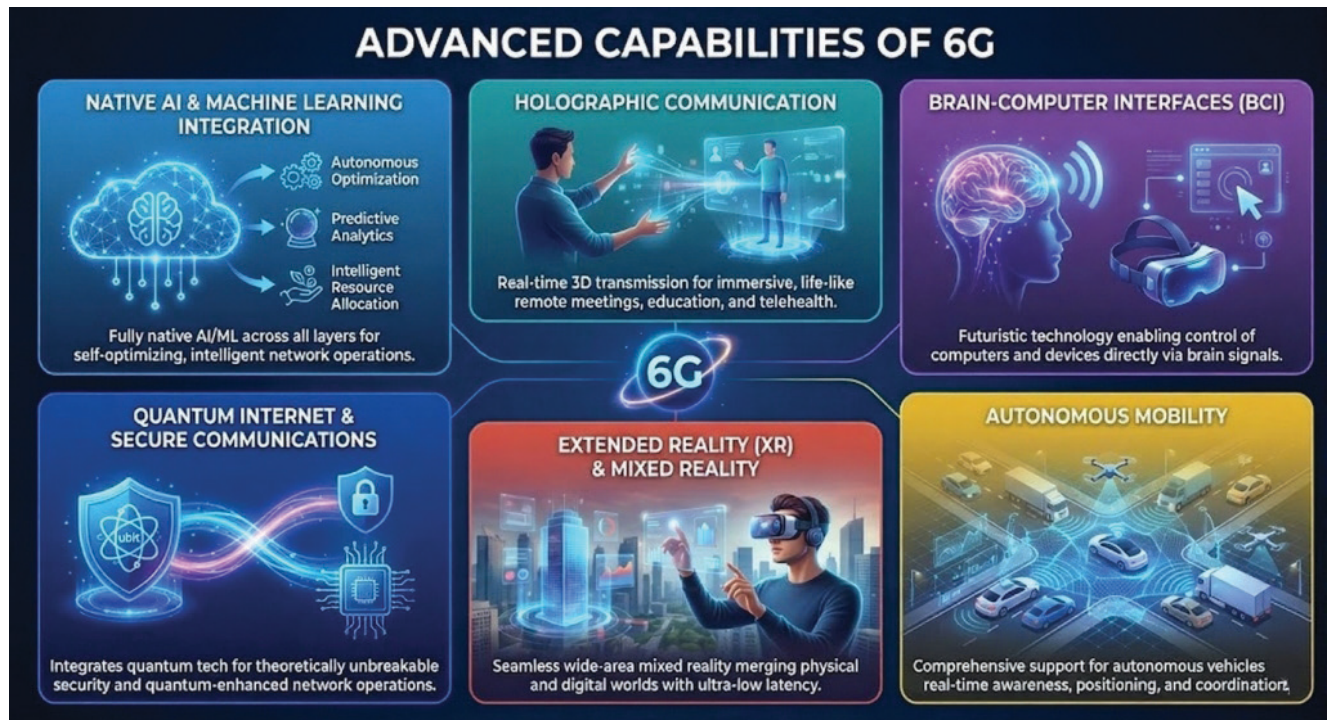 ADVANCED CAPABILITIES OF 6G
NATIVE AI & MACHINE LEARNING
INTEGRATION
Autonomous
Optimization
Predictive
Analytics
Intelligent
Resource
Allocation
Fully native AI/ML across all layers for
self-optimizing, intelligent network operations.
HOLOGRAPHIC COMMUNICATION
Real-time 3D transmission for immersive, life-like
remote meetings, education, and telehealth.
BRAIN-COMPUTER INTERFACES (BCI)
Futuristic technology enabling control of
computers and devices directly via brain signals.
6G
QUANTUM INTERNET &
SECURE COMMUNICATIONS
ubit
Integrates quantum tech for theoretically unbreakable
security and quantum-enhanced network operations.
EXTENDED REALITY (XR)
& MIXED REALITY
Seamless wide-area mixed reality merging physical
and digital worlds with ultra-low latency.
AUTONOMOUS MOBILITY
Comprehensive support for autonomous vehicles
real-time awareness, positioning, and coordination,